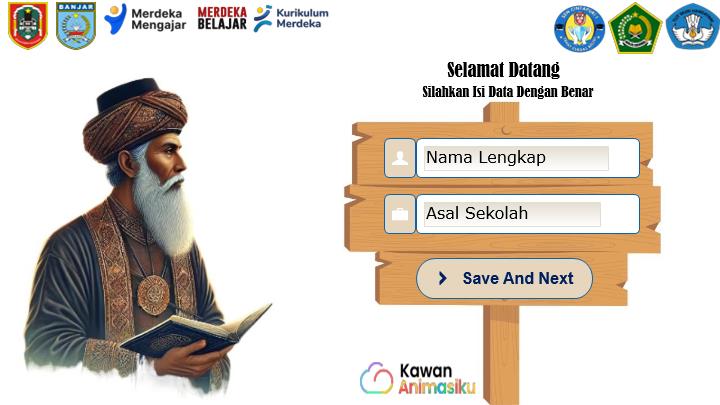 BANJAR
Merdeka
Mengajar
MERDEKA
BELAJAR
Kurikulum
Merdeka
Selamat Datang
Silahkan Isi Data Dengan Benar
Nama Lengkap
Asal Sekolah
Save And Next
Kawan
Animasiku